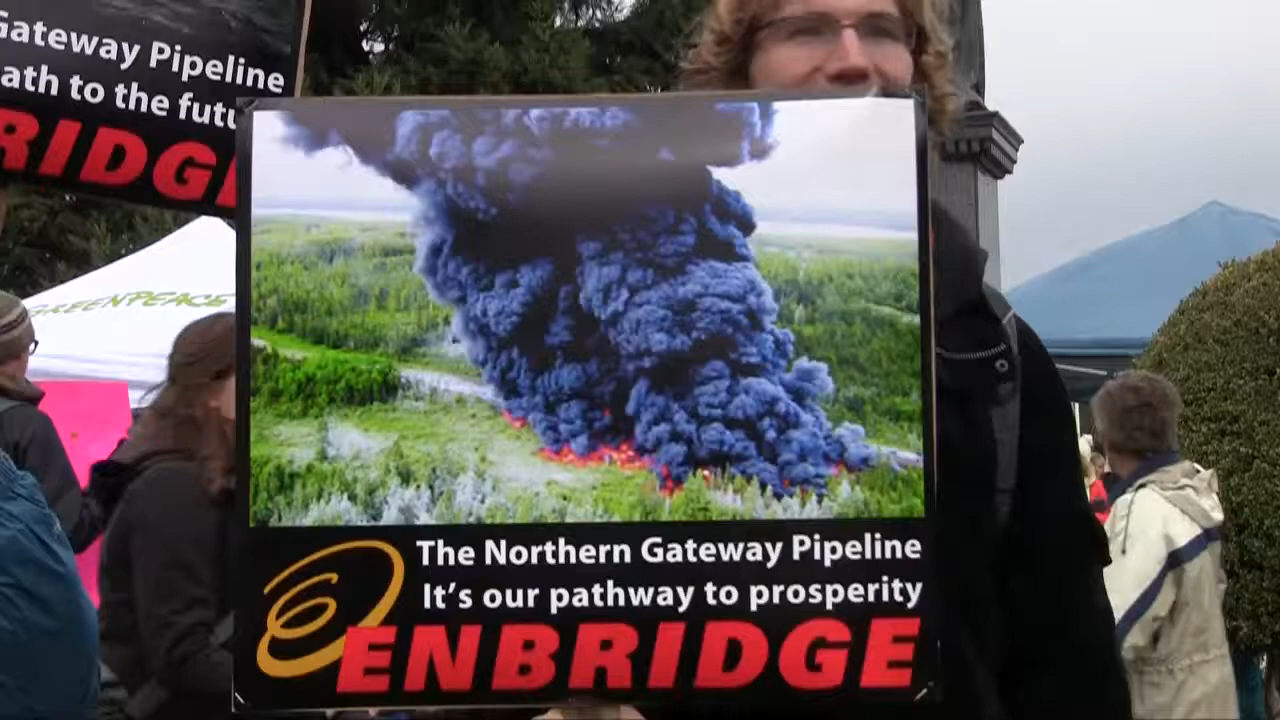 Gateway Pipeline
ath to the futu
RIDGE
GREENPEACE
The Northern Gateway Pipeline
It's our pathway to prosperity
ENBRIDGE